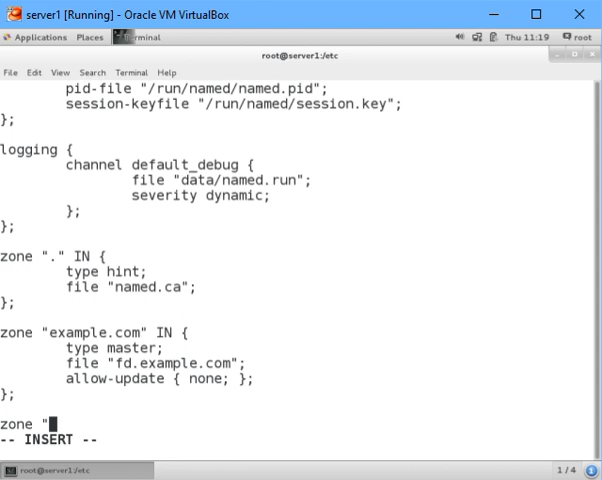 server1 [Running] - Oracle VM VirtualBox
Applications Places Terminal Thu 11:19 root
root@server1:/etc
File Edit View Search Terminal Help
pid-file "/run/named/named.pid";
session-keyfile "/run/named/session.key";
};
logging {
channel default_debug {
file "data/named.run";
severity dynamic;
};
};
zone "." IN {
type hint;
file "named.ca";
};
zone "example.com" IN {
type master;
file "fd.example.com";
allow-update { none; };
};
zone "
-- INSERT --
root@server1:/etc 1 / 4 1